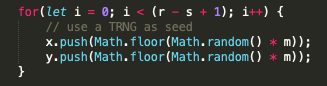 for(let i = 0; i < (r - s + 1); i++) {
    // use a TRNG as seed
    x.push(Math.floor(Math.random() * m));
    y.push(Math.floor(Math.random() * m));
}